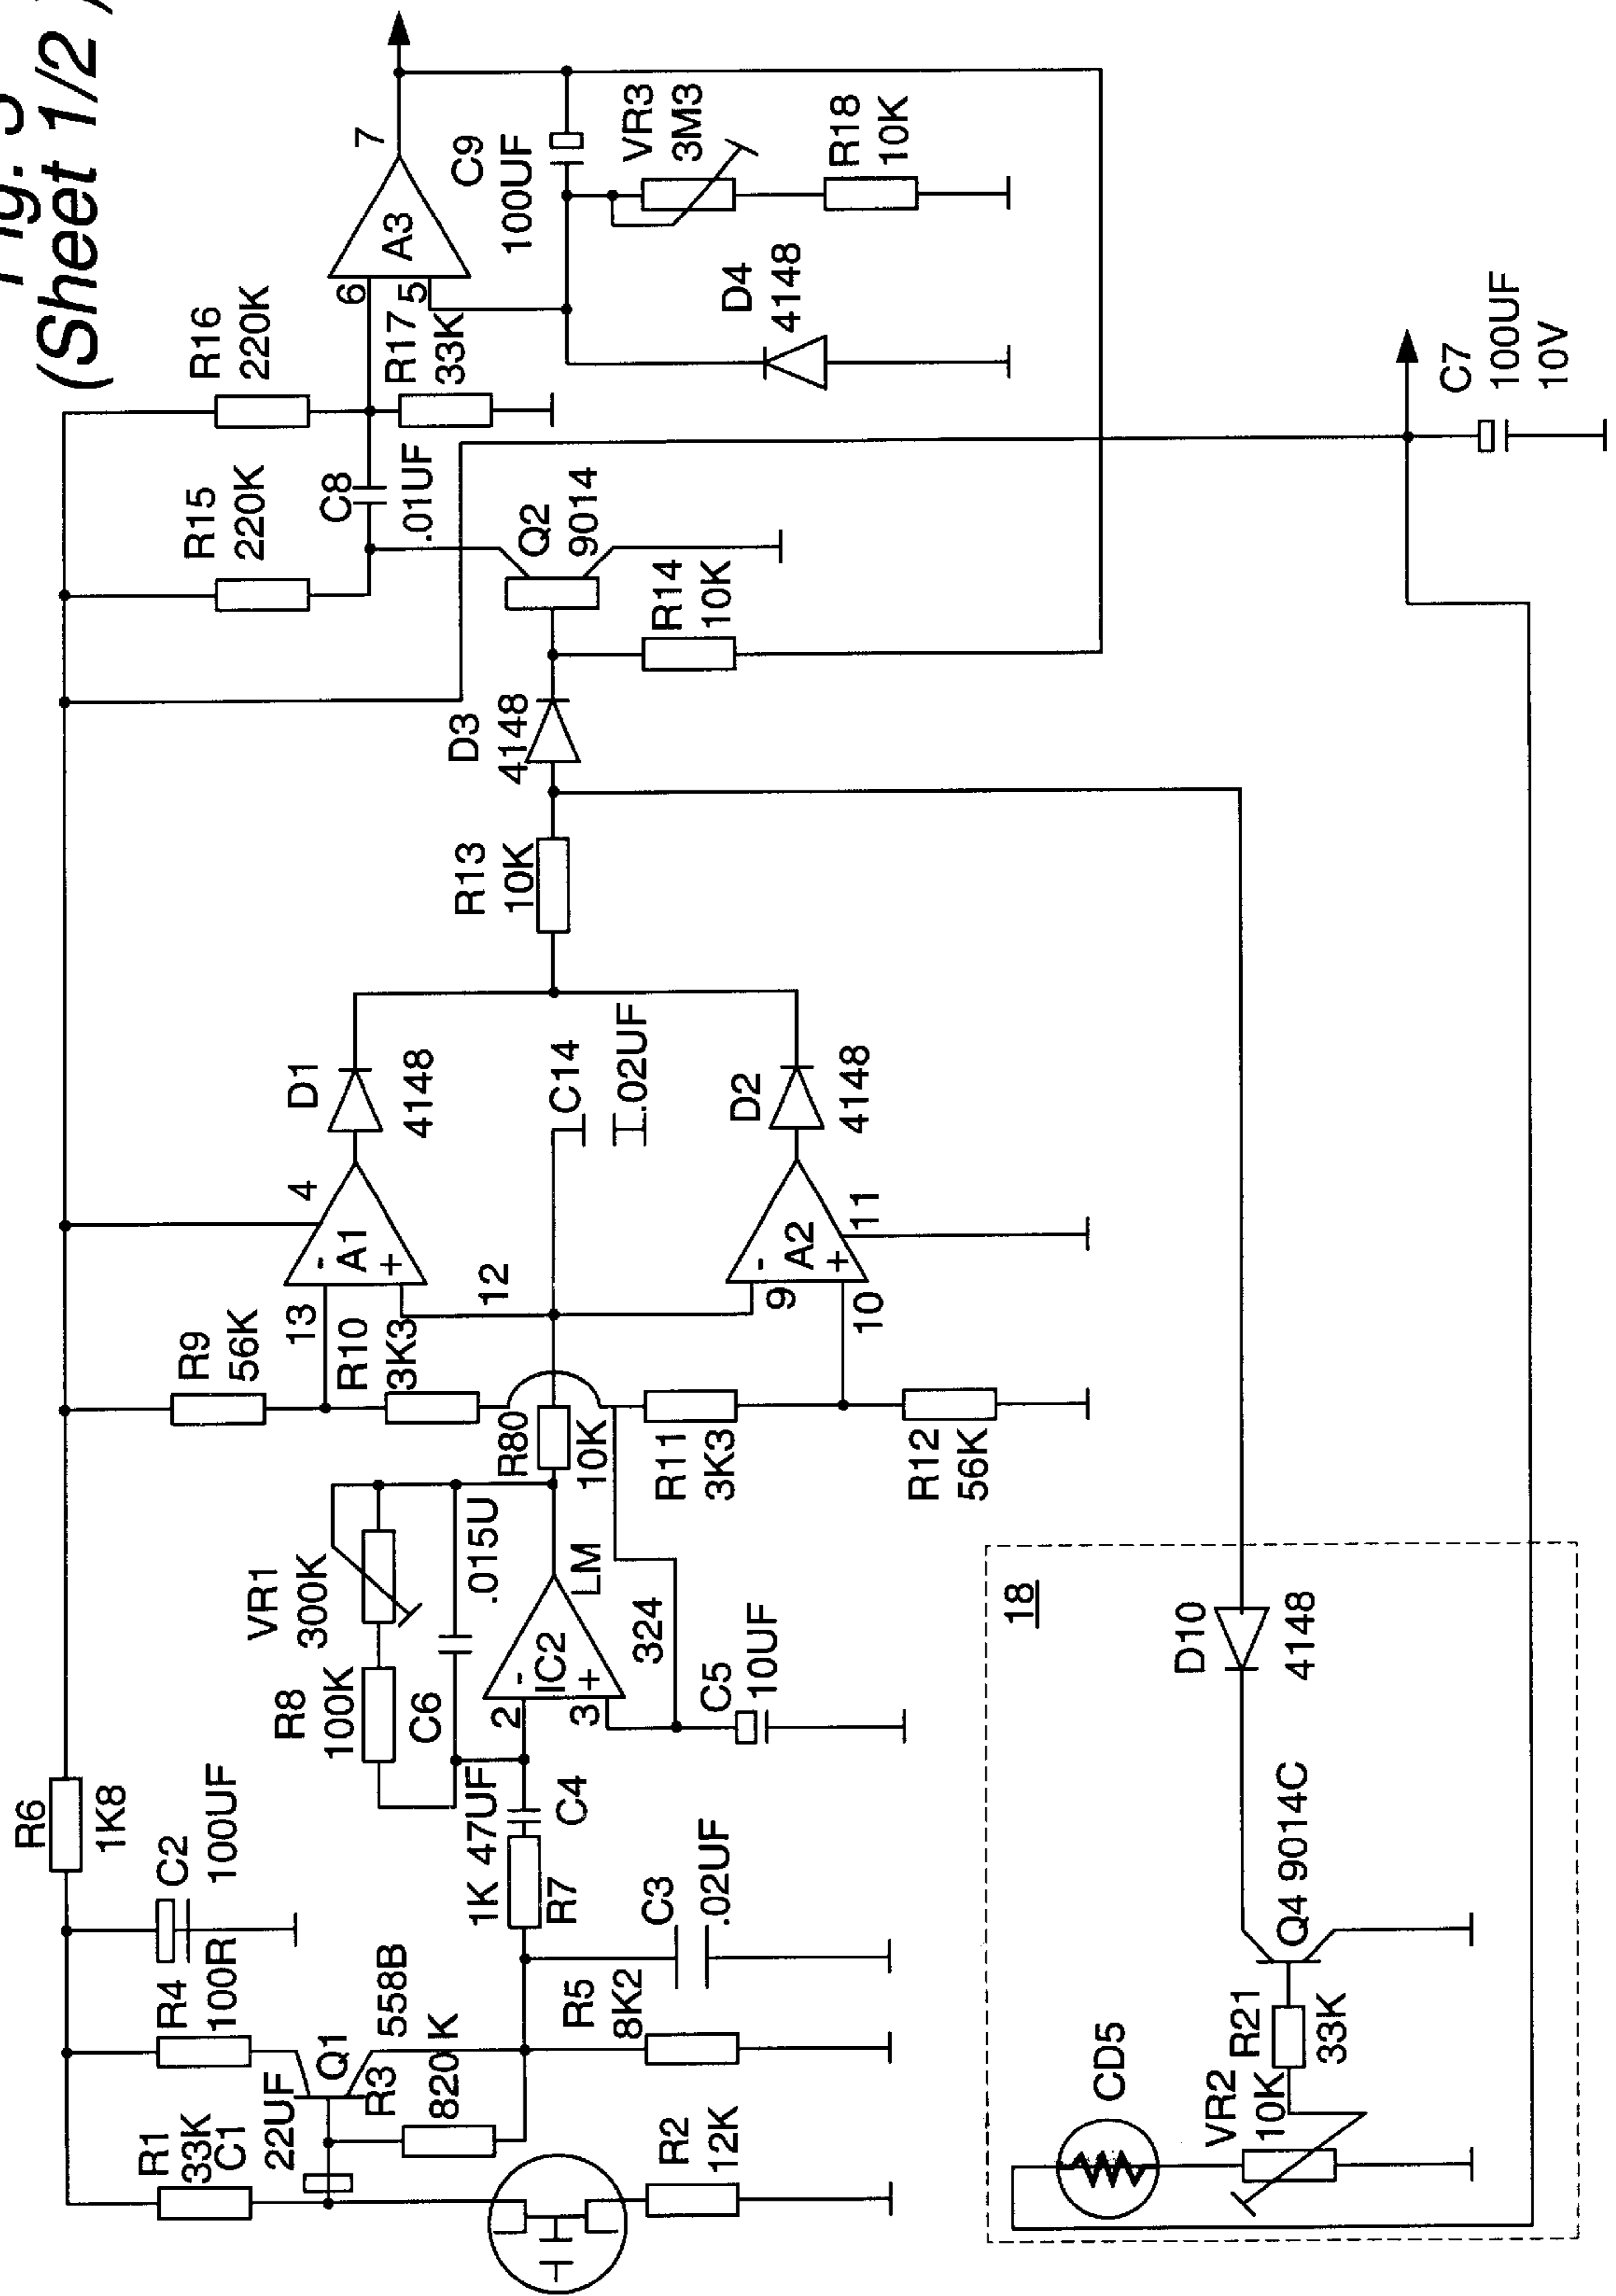 (Sheet 1/2)
R6
1K8
C2
100UF
R4
100R
R1
33K
C1
22UF
Q1
558B
R3
820K
R2
12K
R5
8K2
C3
.02UF
1K
R7
47UF
C4
R8
100K
VR1
300K
C6
.015U
2
3
-
+
IC2
LM
324
C5
10UF
R80
10K
R9
56K
R10
3K3
R11
3K3
R12
56K
13
12
4
-
A1
+
9
10
11
-
A2
+
D1
4148
D2
4148
C14
.02UF
R13
10K
D3
4148
R15
220K
R16
220K
C8
.01UF
R17
33K
Q2
9014
R14
10K
6
5
A3
7
C9
100UF
VR3
3M3
R18
10K
D4
4148
C7
100UF
10V
18
D10
4148
Q4 9014C
R21
33K
VR2
10K
CD5